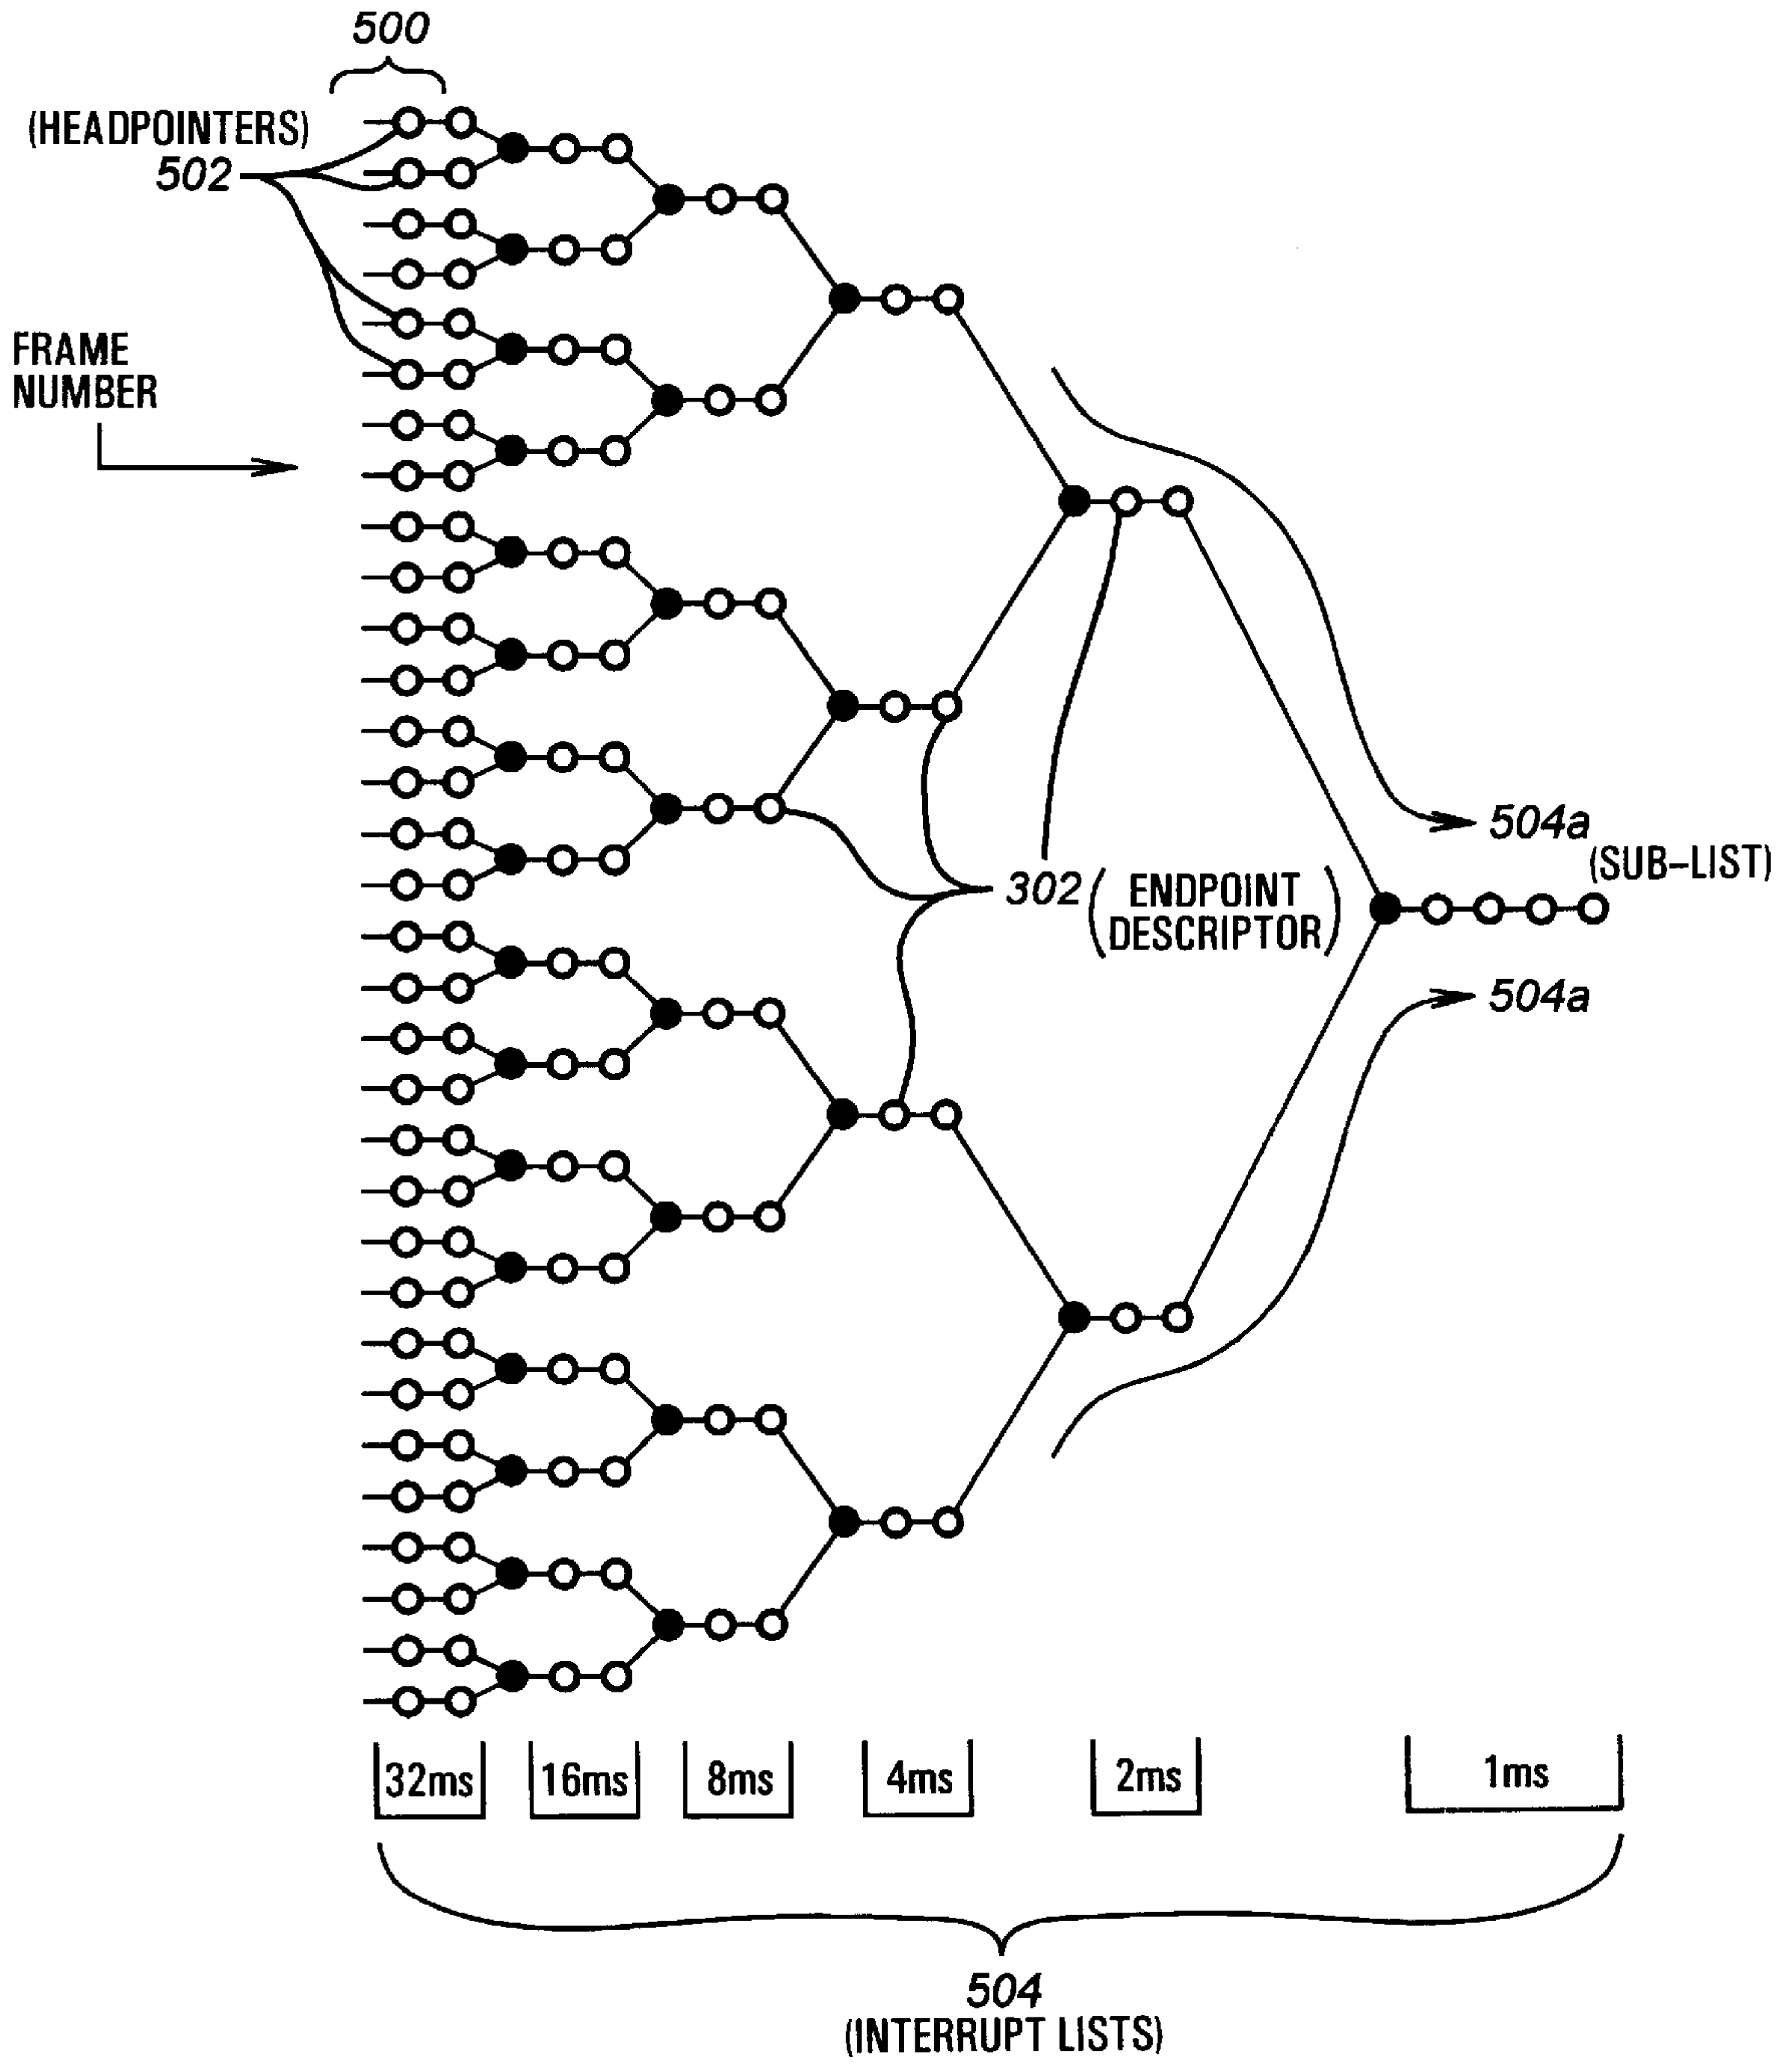 500
(HEADPOINTERS)
502
FRAME
NUMBER
504a
(SUB-LIST)
302 (ENDPOINT
DESCRIPTOR)
504a
32ms 16ms 8ms 4ms 2ms 1ms
504
(INTERRUPT LISTS)